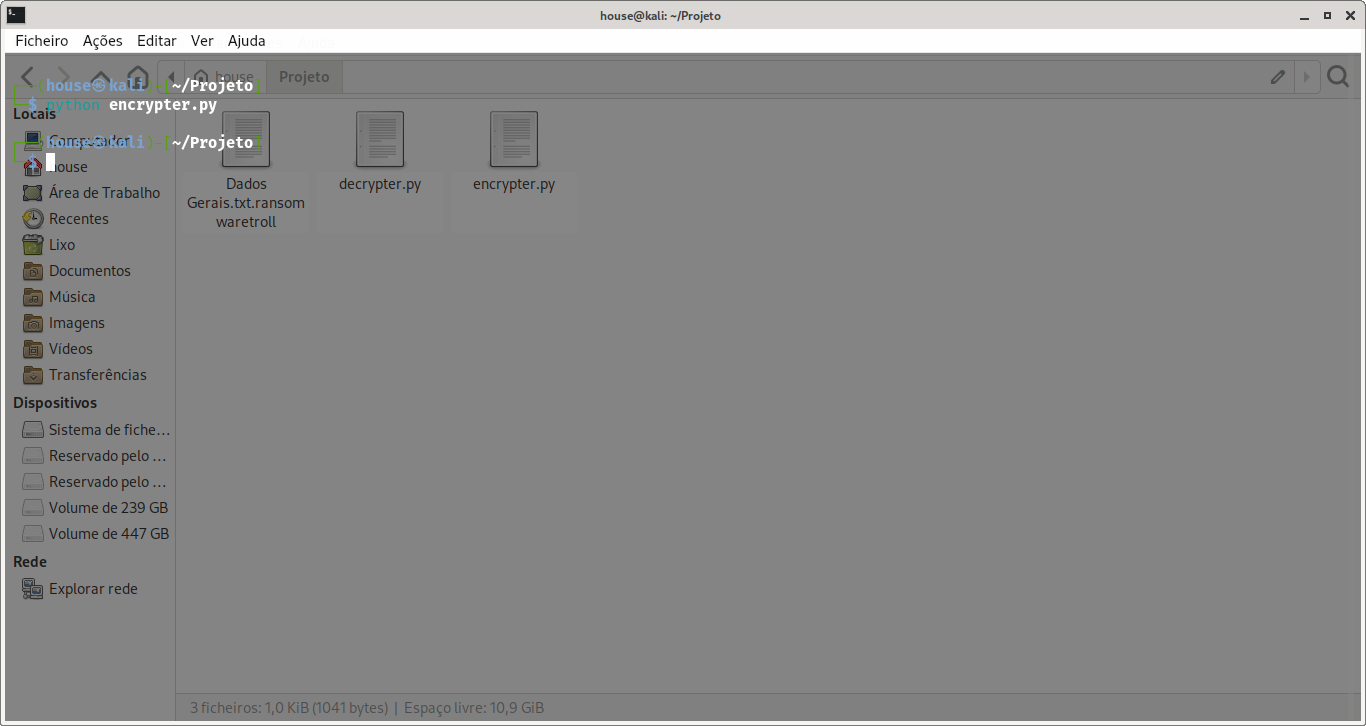 house@kali: ~/Projeto
Ficheiro Ações Editar Ver Ajuda
house Projeto
(house㉿kali)-[~/Projeto]
$ python encrypter.py
(house㉿kali)-[~/Projeto]
$
Locais
Computador
house
Área de Trabalho
Recentes
Lixo
Documentos
Música
Imagens
Vídeos
Transferências
Dispositivos
Sistema de fiche...
Reservado pelo ...
Reservado pelo ...
Volume de 239 GB
Volume de 447 GB
Rede
Explorar rede
Dados
Gerais.txt.ransom
waretroll
decrypter.py
encrypter.py
3 ficheiros: 1,0 KiB (1041 bytes) | Espaço livre: 10,9 GiB